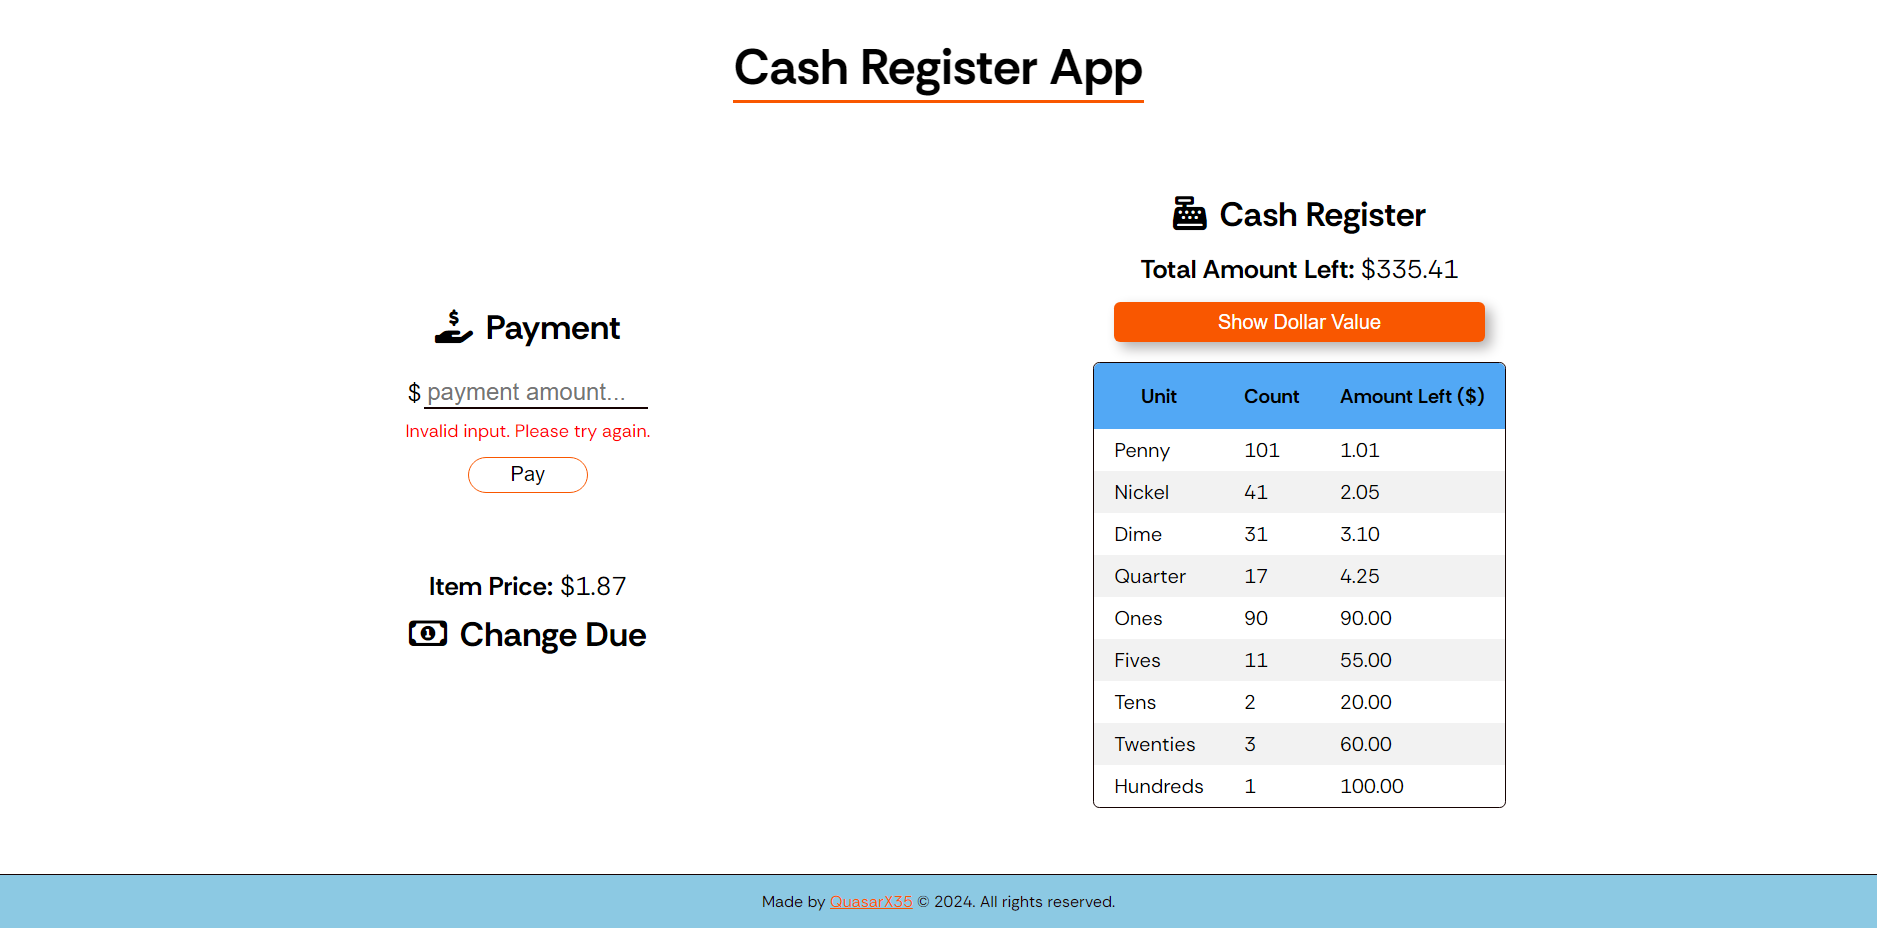 Cash Register App
Payment
$ payment amount...
Invalid input. Please try again.
Pay
Item Price: $1.87
Change Due
Cash Register
Total Amount Left: $335.41
Show Dollar Value
Unit Count Amount Left ($)
Penny 101 1.01
Nickel 41 2.05
Dime 31 3.10
Quarter 17 4.25
Ones 90 90.00
Fives 11 55.00
Tens 2 20.00
Twenties 3 60.00
Hundreds 1 100.00
Made by QuasarX35 © 2024. All rights reserved.